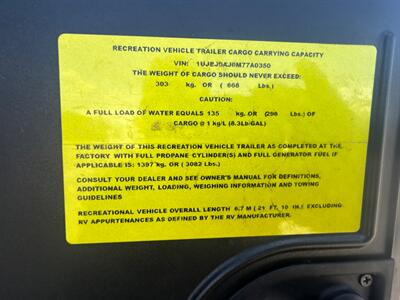 RECREATION VEHICLE TRAILER CARGO CARRYING CAPACITY
VIN: 1UJBJ0AJ8M77A0350
THE WEIGHT OF CARGO SHOULD NEVER EXCEED:
303 kg. OR ( 668 Lbs.)
CAUTION:
A FULL LOAD OF WATER EQUALS 135 kg. OR (298 Lbs.) OF
CARGO @ 1 kg/L (8.3Lb/GAL)
THE WEIGHT OF THIS RECREATION VEHICLE TRAILER AS COMPLETED AT THE
FACTORY WITH FULL PROPANE CYLINDER(S) AND FULL GENERATOR FUEL IF
APPLICABLE IS: 1397 kg. OR ( 3082 Lbs.)
CONSULT YOUR DEALER AND SEE OWNER'S MANUAL FOR DEFINITIONS,
ADDITIONAL WEIGHT, LOADING, WEIGHING INFORMATION AND TOWING
GUIDELINES
RECREATIONAL VEHICLE OVERALL LENGTH 6.7 M ( 21 FT. 10 IN.) EXCLUDING
RV APPURTENANCES AS DEFINED BY THE RV MANUFACTURER.